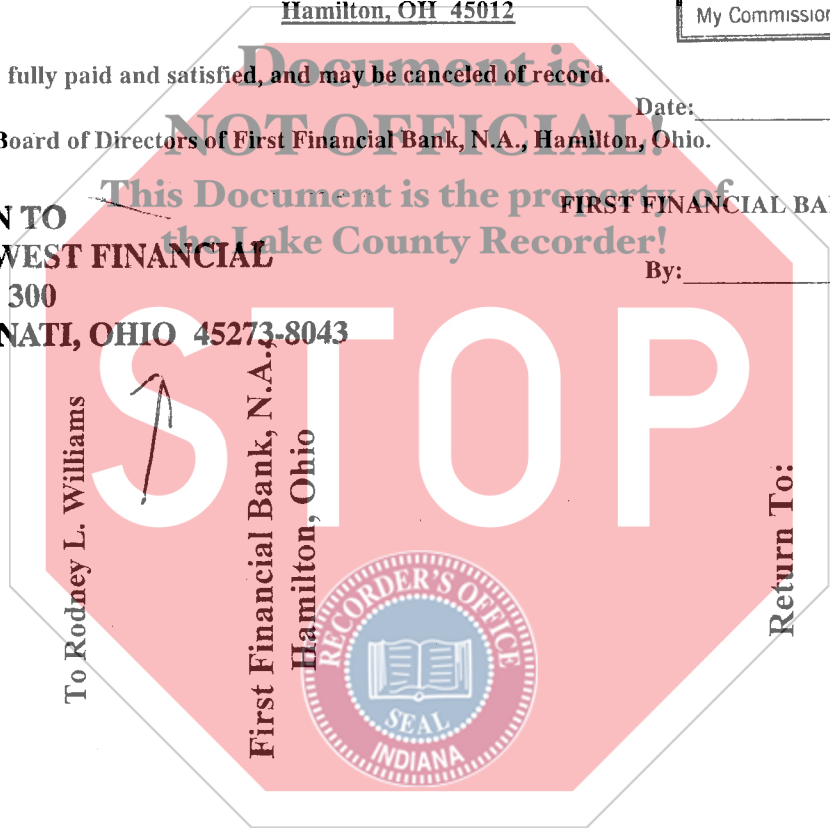 Hamilton, OH 45012
My Commission
Document is
fully paid and satisfied, and may be canceled of record.
Date:
NOT OFFICIAL!
Board of Directors of First Financial Bank, N.A., Hamilton, Ohio.
This Document is the property of
N TO
FIRST FINANCIAL BA
the Lake County Recorder!
WEST FINANCIAL
By:
300
NATI, OHIO 45273-8043
STOP
To Rodney L. Williams
First Financial Bank, N.A.,
Hamilton, Ohio
Return To:
RECORDER'S OFFICE
SEAL
INDIANA